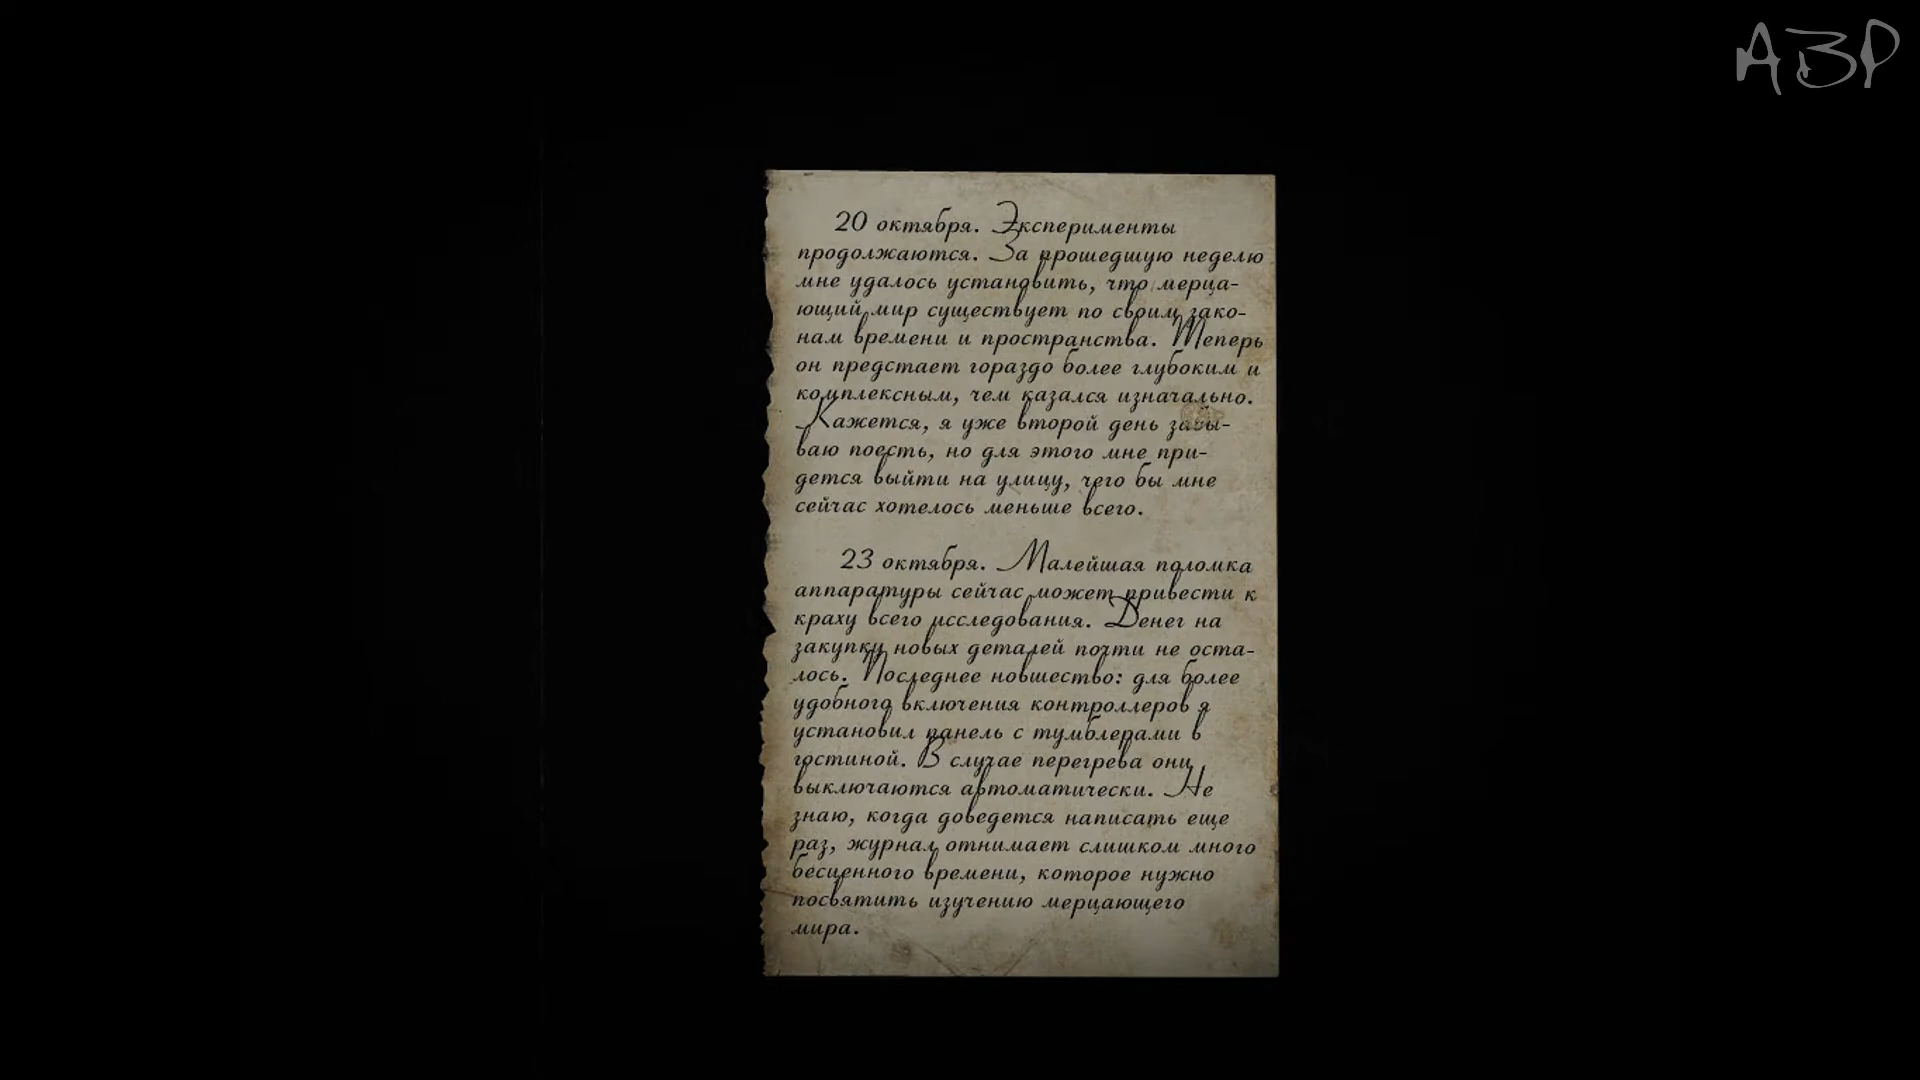 АВР
20 октября. Эксперименты
продолжаются. За прошедшую неделю
мне удалось установить, что мерца-
ющий мир существует по своим зако-
нам времени и пространства. Теперь
он предстает гораздо более глубоким и
комплексным, чем казался изначально.
Кажется, я уже второй день забы-
ваю поесть, но для этого мне при-
дется выйти на улицу, чего бы мне
сейчас хотелось меньше всего.
23 октября. Малейшая поломка
аппаратуры сейчас может привести к
краху всего исследования. Денег на
закупку новых деталей почти не оста-
лось. Последнее новшество: для более
удобного включения контроллеров я
установил панель с тумблерами в
гостиной. В случае перегрева они
выключаются автоматически. Не
знаю, когда доведется написать еще
раз, журнал отнимает слишком много
бесценного времени, которое нужно
посвятить изучению мерцающего
мира.